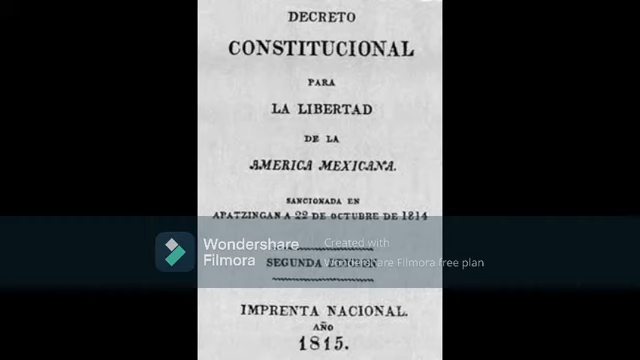 DECRETO
CONSTITUCIONAL
PARA
LA LIBERTAD
DE LA
AMERICA MEXICANA.
SANCIONADA EN
APATZINGAN A 22 DE OCTUBRE DE 1814
Wondershare
Filmora
Created with
Wondershare Filmora free plan
SEGUNDA EDICION
IMPRENTA NACIONAL.
AÑO
1815.